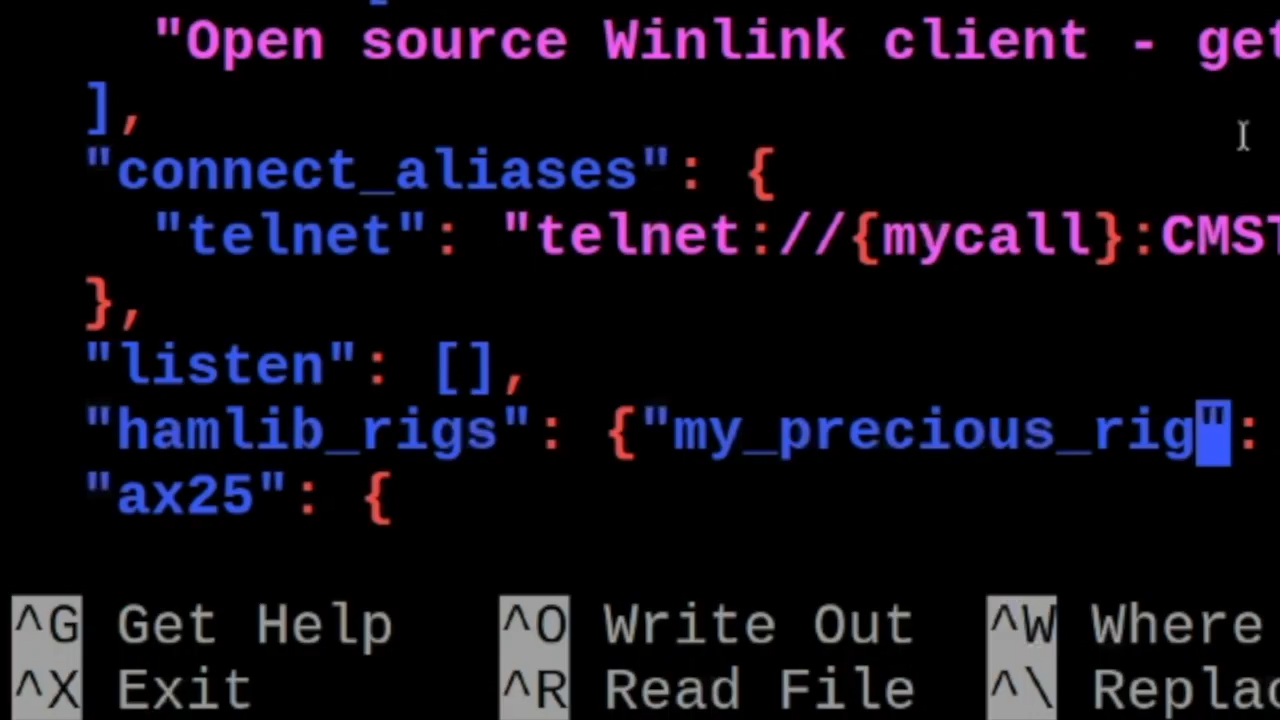 "Open source Winlink client - get
],
"connect_aliases": {
"telnet": "telnet://{mycall}:CMST
},
"listen": [],
"hamlib_rigs": {"my_precious_rig":
"ax25": {
^G Get Help ^O Write Out ^W Where
^X Exit ^R Read File ^\ Replac